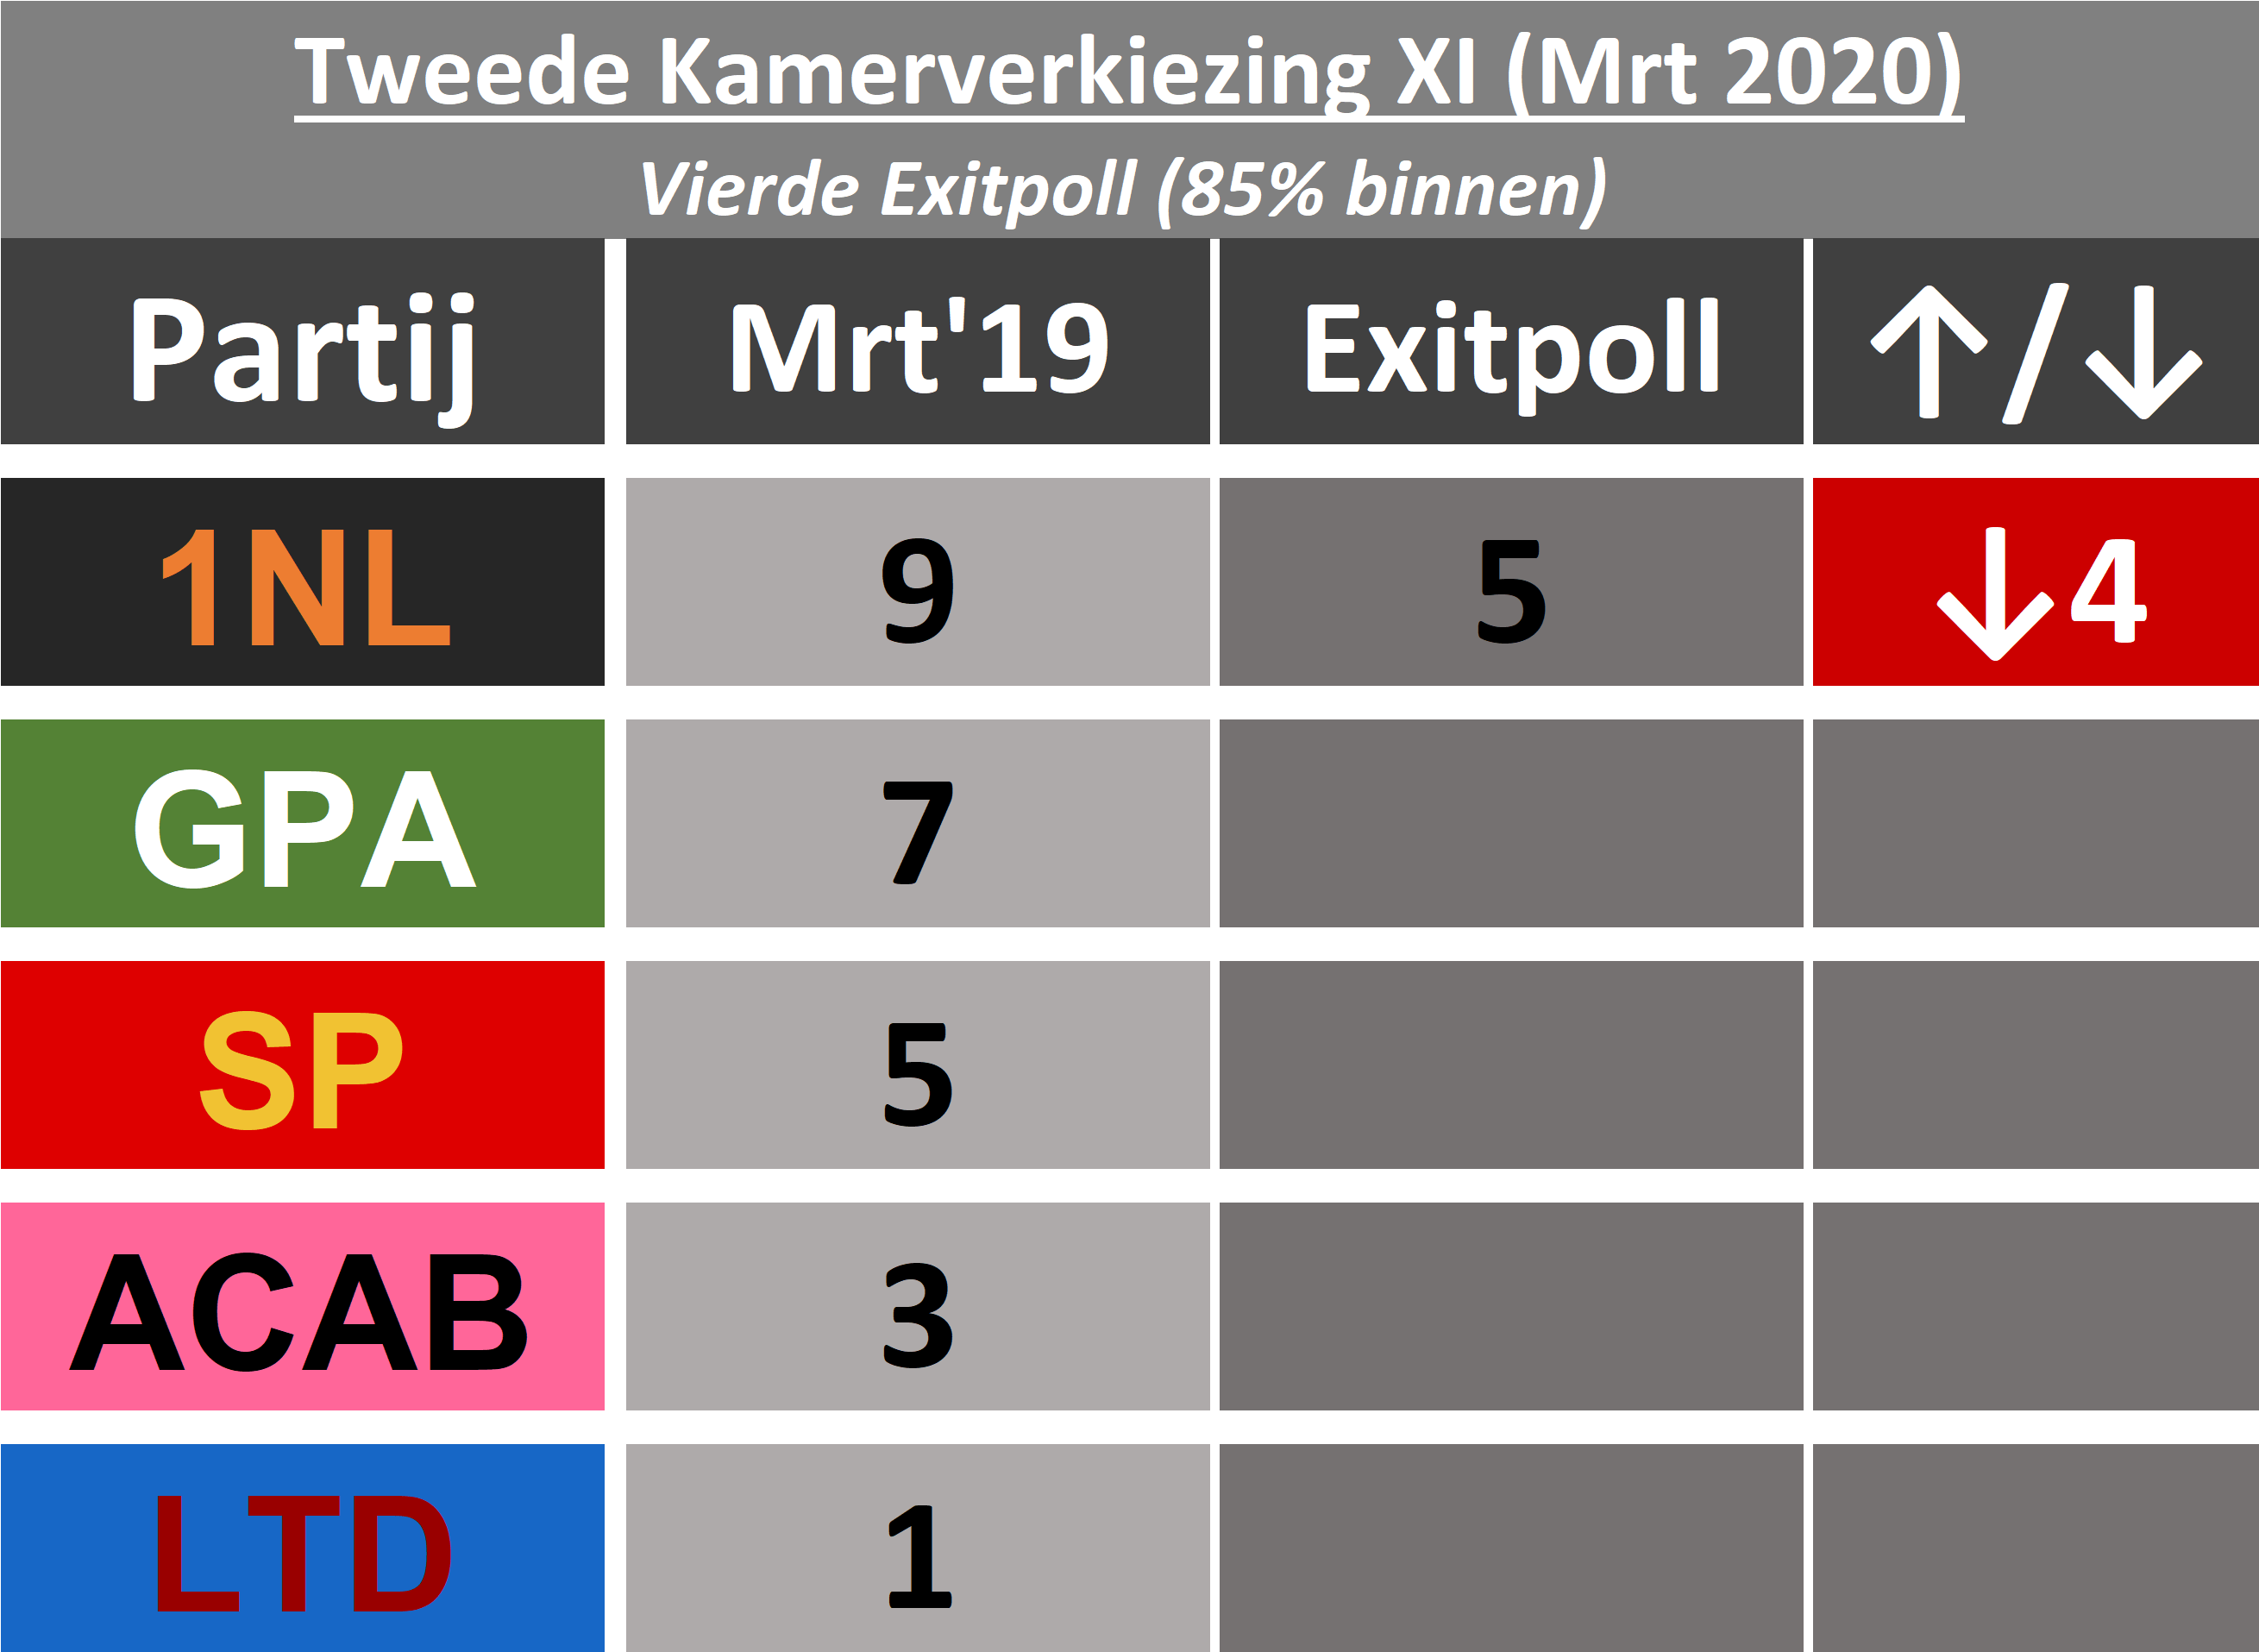 Tweede Kamerverkiezing XI (Mrt 2020)
Vierde Exitpoll (85% binnen)
Partij Mrt'19 Exitpoll ↑/↓
1NL 9 5 ↓4
GPA 7
SP 5
ACAB 3
LTD 1